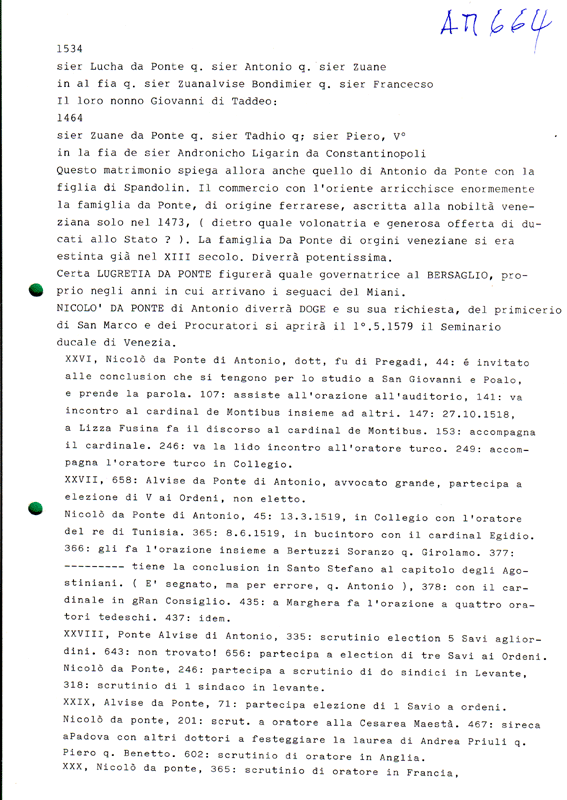 AΠ 664
1534
sier Lucha da Ponte q. sier Antonio q. sier Zuane
in al fia q. sier Zuanalvise Bondimier q. sier Francecso
Il loro nonno Giovanni di Taddeo:
1464
sier Zuane da Ponte q. sier Tadhio q; sier Piero, V°
in la fia de sier Andronicho Ligarin da Constantinopoli
Questo matrimonio spiega allora anche quello di Antonio da Ponte con la
figlia di Spandolin. Il commercio con l'oriente arricchisce enormemente
la famiglia da Ponte, di origine ferrarese, ascritta alla nobiltà vene-
ziana solo nel 1473, ( dietro quale volonatria e generosa offerta di du-
cati allo Stato ? ). La famiglia Da Ponte di orgini veneziane si era
estinta già nel XIII secolo. Diverrà potentissima.
Certa LUGRETIA DA PONTE figurerà quale governatrice al BERSAGLIO, pro-
prio negli anni in cui arrivano i seguaci del Miani.
NICOLO' DA PONTE di Antonio diverrà DOGE e su sua richiesta, del primicerio
di San Marco e dei Procuratori si aprirà il 1°.5.1579 il Seminario
ducale di Venezia.
XXVI, Nicolò da Ponte di Antonio, dott, fu di Pregadi, 44: é invitato
alle conclusion che si tengono per lo studio a San Giovanni e Poalo,
e prende la parola. 107: assiste all'orazione all'auditorio, 141: va
incontro al cardinal de Montibus insieme ad altri. 147: 27.10.1518,
a Lizza Fusina fa il discorso al cardinal de Montibus. 153: accompagna
il cardinale. 246: va la lido incontro all'oratore turco. 249: accom-
pagna l'oratore turco in Collegio.
XXVII, 658: Alvise da Ponte di Antonio, avvocato grande, partecipa a
elezione di V ai Ordeni, non eletto.
Nicolò da Ponte di Antonio, 45: 13.3.1519, in Collegio con l'oratore
del re di Tunisia. 365: 8.6.1519, in bucintoro con il cardinal Egidio.
366: gli fa l'orazione insieme a Bertuzzi Soranzo q. Girolamo. 377:
--------- tiene la conclusion in Santo Stefano al capitolo degli Ago-
stiniani. ( E' segnato, ma per errore, q. Antonio ), 378: con il car-
dinale in gRan Consiglio. 435: a Marghera fa l'orazione a quattro ora-
tori tedeschi. 437: idem.
XXVIII, Ponte Alvise di Antonio, 335: scrutinio election 5 Savi aglior-
dini. 643: non trovato! 656: partecipa a election di tre Savi ai Ordeni.
Nicolò da Ponte, 246: partecipa a scrutinio di do sindici in Levante,
318: scrutinio di 1 sindaco in levante.
XXIX, Alvise da Ponte, 71: partecipa elezione di 1 Savio a ordeni.
Nicolò da ponte, 201: scrut. a oratore alla Cesarea Maestà. 467: sireca
aPadova con altri dottori a festeggiare la laurea di Andrea Priuli q.
Piero q. Benetto. 602: scrutinio di oratore in Anglia.
XXX, Nicolò da ponte, 365: scrutinio di oratore in Francia,